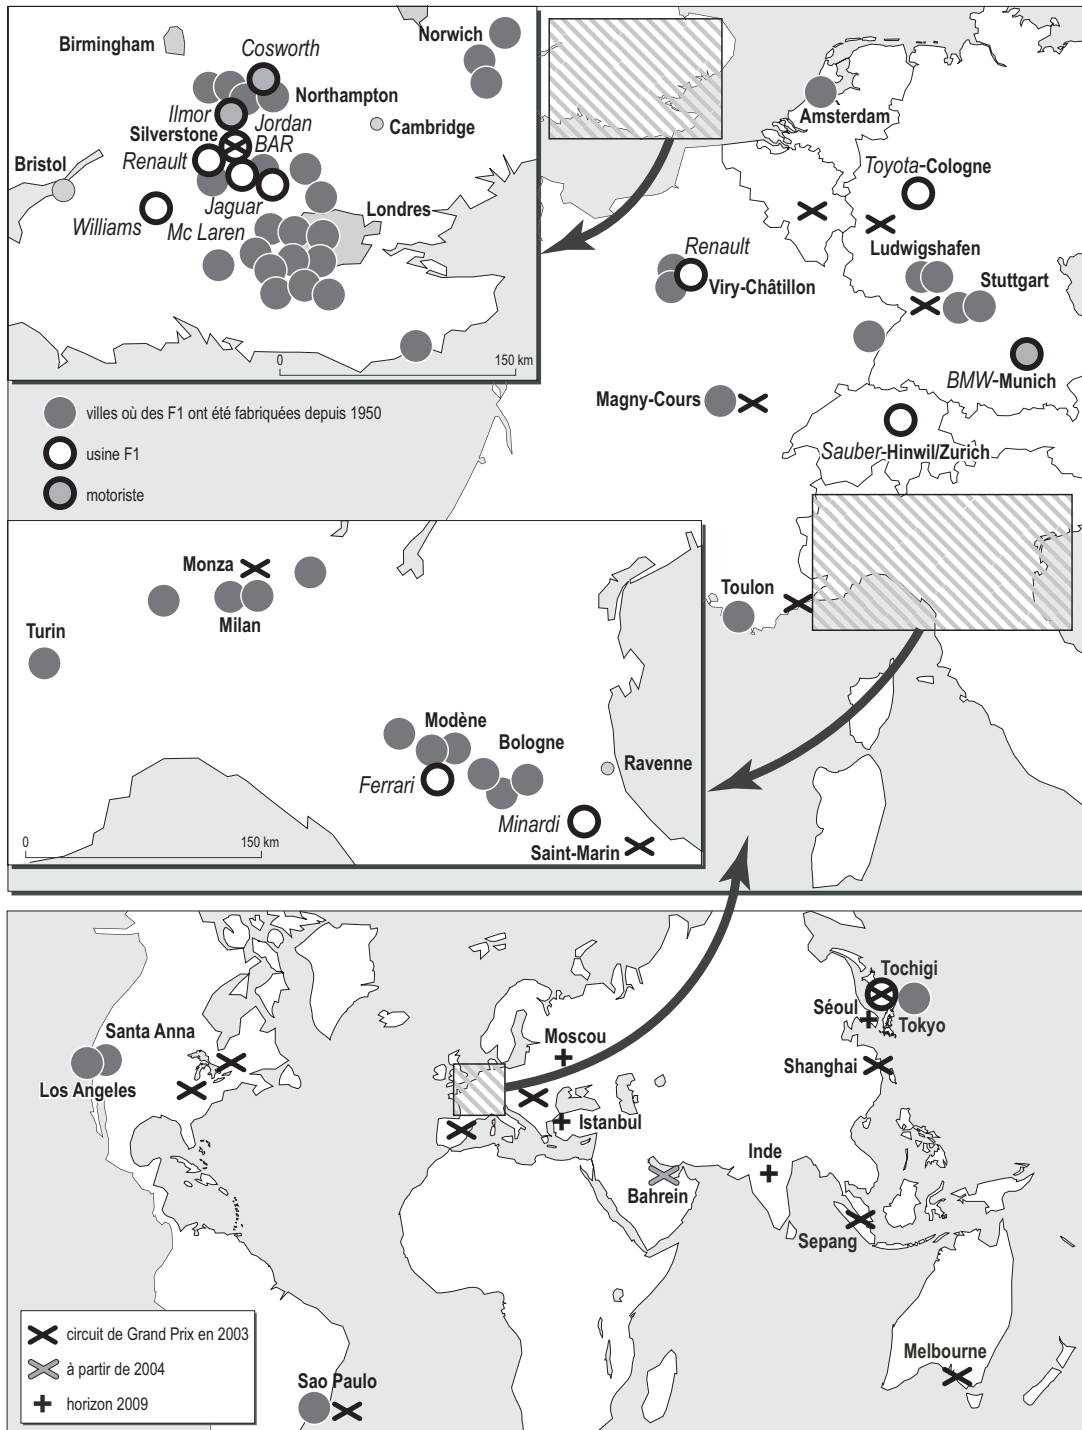 Birmingham
Cosworth
Norwich
Ilmor
Northampton
Jordan
Silverstone
BAR
Cambridge
Renault
Bristol
Jaguar
Williams
Mc Laren
Londres
0
150 km
villes où des F1 ont été fabriquées depuis 1950
usine F1
motoriste
Amsterdam
Toyota-Cologne
Ludwigshafen
Renault
Viry-Châtillon
Stuttgart
BMW-Munich
Magny-Cours
Sauber-Hinwil/Zurich
Toulon
Monza
Milan
Turin
Modène
Bologne
Ferrari
Ravenne
Minardi
Saint-Marin
0
150 km
Tochigi
Séoul
Tokyo
Santa Anna
Los Angeles
Moscou
Shanghai
Istanbul
Inde
Bahrein
Sepang
Melbourne
Sao Paulo
circuit de Grand Prix en 2003
à partir de 2004
horizon 2009